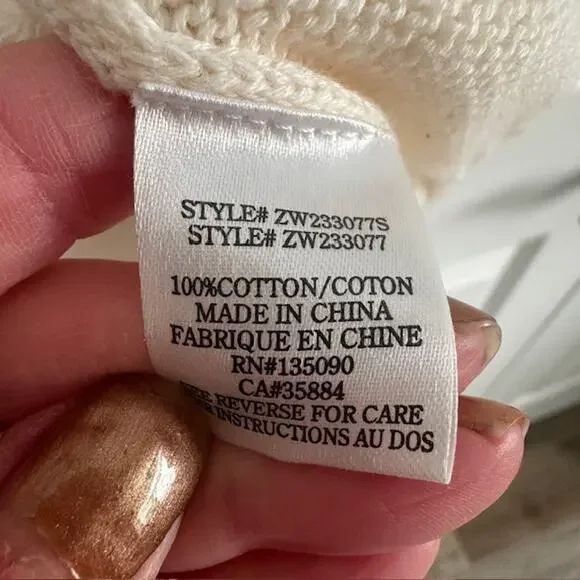 STYLE# ZW233077S
STYLE# ZW233077
100%COTTON/COTON
MADE IN CHINA
FABRIQUE EN CHINE
RN#135090
CA#35884
REVERSE FOR CARE
INSTRUCTIONS AU DOS